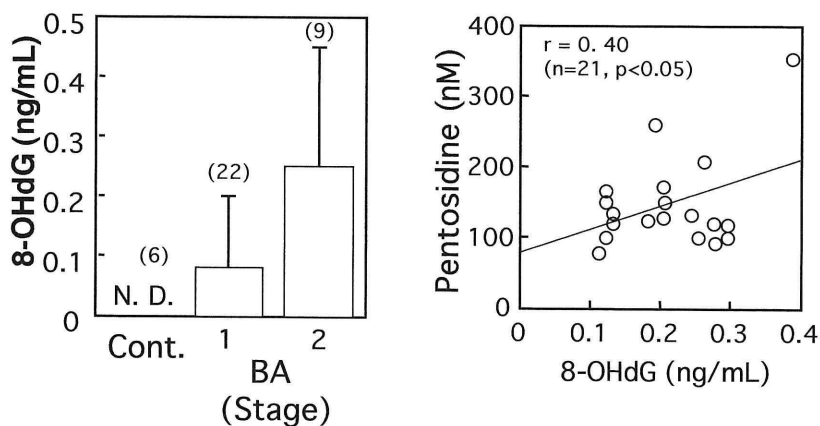 8-OHdG (ng/mL)
0.5
0.4
0.3
0.2
0.1
0
(6)
N. D.
(22)
(9)
Cont.
1
2
BA
(Stage)
Pentosidine (nM)
400
300
200
100
0
r = 0. 40
(n=21, p<0.05)
0
0.1
0.2
0.3
0.4
8-OHdG (ng/mL)